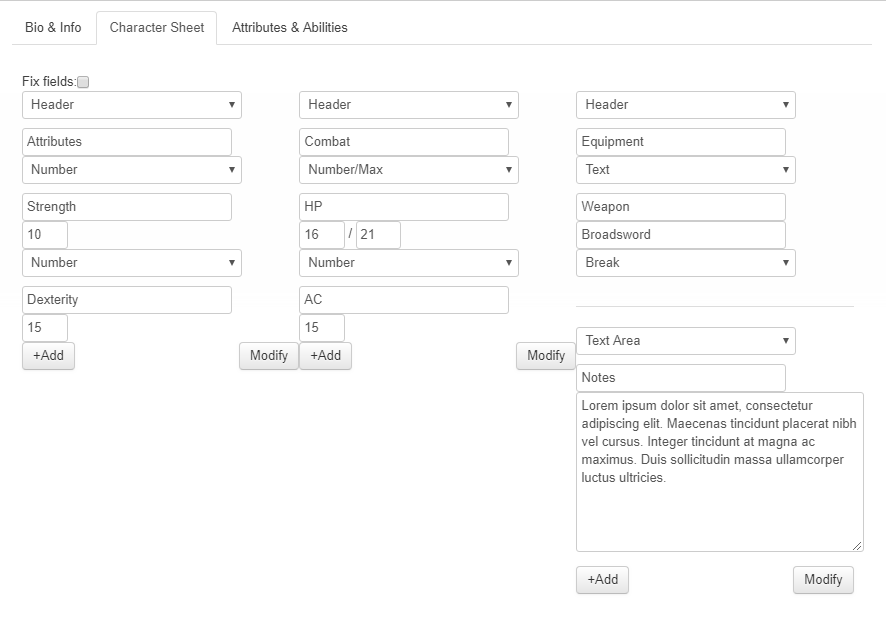 Bio & Info
Character Sheet
Attributes & Abilities
Fix fields:
Header
Attributes
Number
Strength
10
Number
Dexterity
15
+Add
Modify
Header
Combat
Number/Max
HP
16 / 21
Number
AC
15
+Add
Modify
Header
Equipment
Text
Weapon
Broadsword
Break
Text Area
Notes
Lorem ipsum dolor sit amet, consectetur
adipiscing elit. Maecenas tincidunt placerat nibh
vel cursus. Integer tincidunt at magna ac
maximus. Duis sollicitudin massa ullamcorper
luctus ultricies.
+Add
Modify